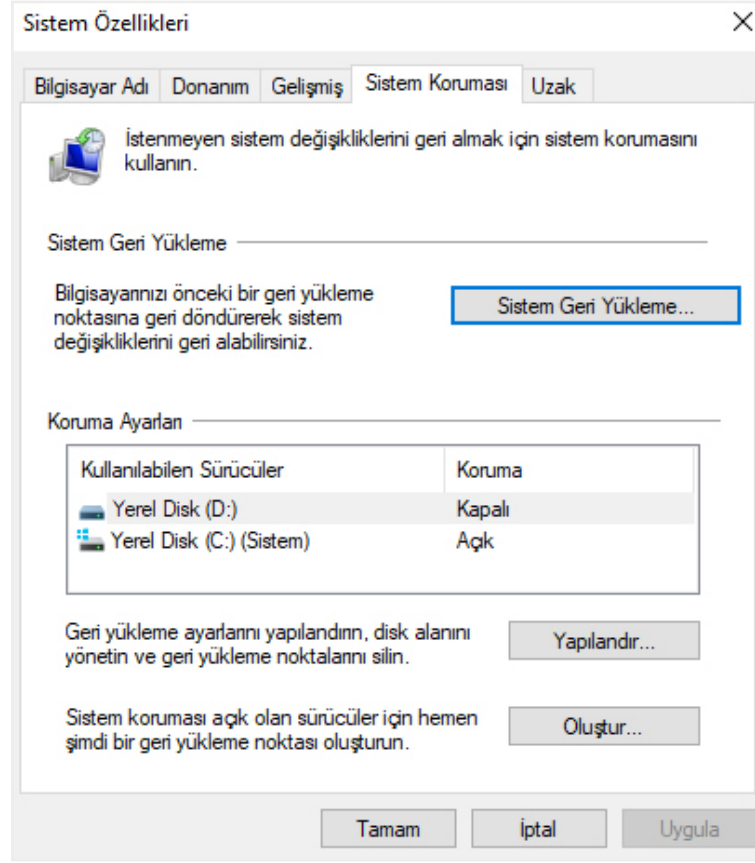 Sistem Özellikleri
Bilgisayar Adı Donanım Gelişmiş Sistem Koruması Uzak
İstenmeyen sistem değişikliklerini geri almak için sistem korumasını
kullanın.
Sistem Geri Yükleme
Bilgisayarınızı önceki bir geri yükleme
noktasına geri döndürerek sistem
değişikliklerini geri alabilirsiniz.
Sistem Geri Yükleme...
Koruma Ayarları
Kullanılabilen Sürücüler Koruma
Yerel Disk (D:) Kapalı
Yerel Disk (C:) (Sistem) Açık
Geri yükleme ayarlarını yapılandırın, disk alanını
yönetin ve geri yükleme noktalarını silin.
Yapılandır...
Sistem koruması açık olan sürücüler için hemen
şimdi bir geri yükleme noktası oluşturun.
Oluştur...
Tamam İptal Uygula